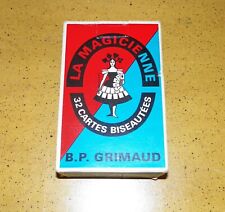 LA MAGICIENNE
32 CARTES BISEAUTÉES
B.P. GRIMAUD